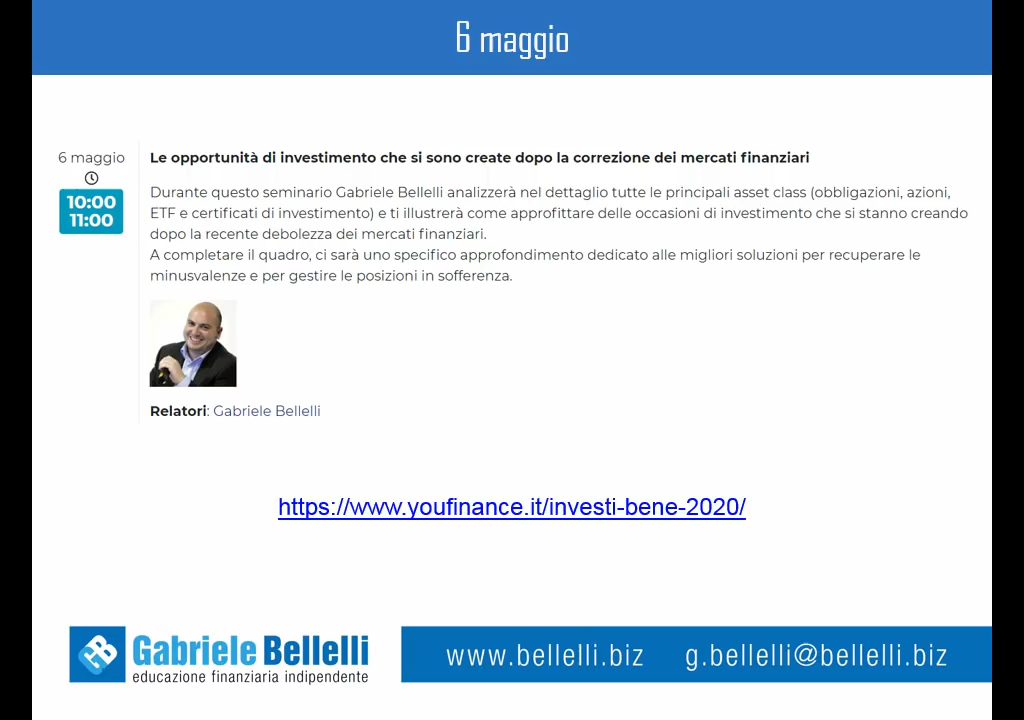 6 maggio
6 maggio
10:00
11:00
Le opportunità di investimento che si sono create dopo la correzione dei mercati finanziari
Durante questo seminario Gabriele Bellelli analizzerà nel dettaglio tutte le principali asset class (obbligazioni, azioni,
ETF e certificati di investimento) e ti illustrerà come approfittare delle occasioni di investimento che si stanno creando
dopo la recente debolezza dei mercati finanziari.
A completare il quadro, ci sarà uno specifico approfondimento dedicato alle migliori soluzioni per recuperare le
minusvalenze e per gestire le posizioni in sofferenza.
Relatori: Gabriele Bellelli
https://www.youfinance.it/investi-bene-2020/
Gabriele Bellelli
educazione finanziaria indipendente
www.bellelli.biz g.bellelli@bellelli.biz